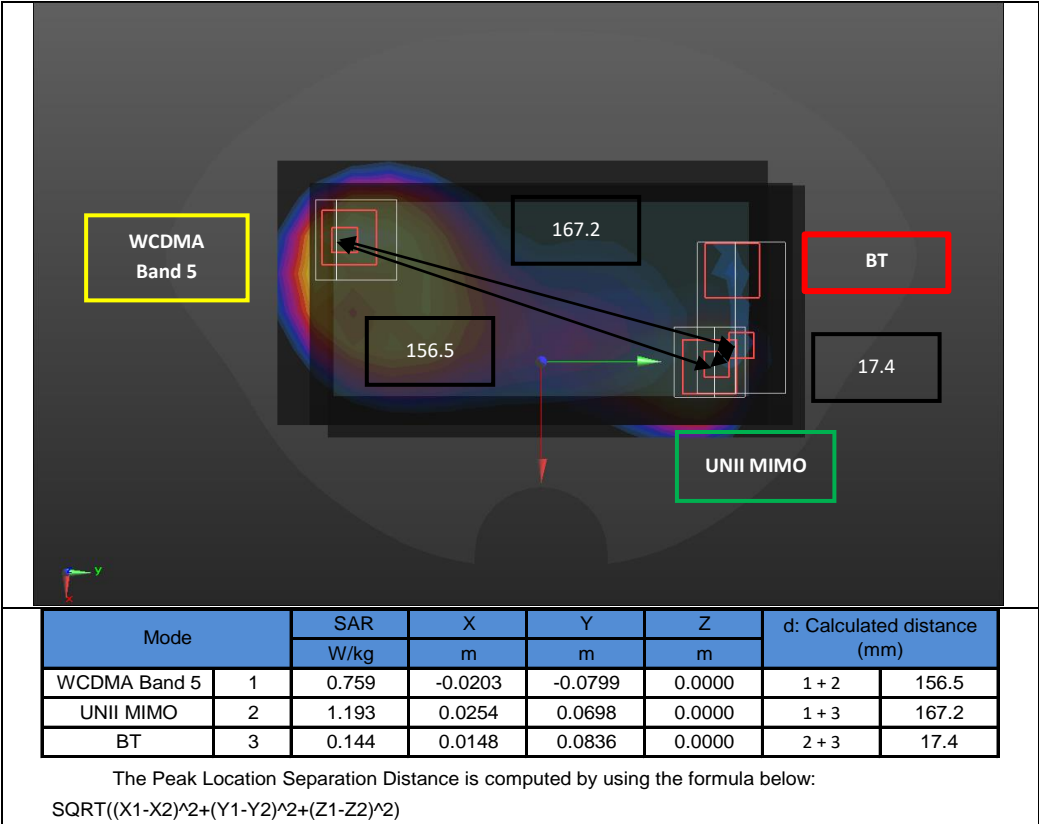 167.2
WCDMA
Band 5
BT
156.5
17.4
UNII MIMO
y
x
Mode SAR X Y Z d: Calculated distance (mm)
W/kg m m m
WCDMA Band 5 1 0.759 -0.0203 -0.0799 0.0000 1 + 2 156.5
UNII MIMO 2 1.193 0.0254 0.0698 0.0000 1 + 3 167.2
BT 3 0.144 0.0148 0.0836 0.0000 2 + 3 17.4
The Peak Location Separation Distance is computed by using the formula below:
SQRT((X1-X2)^2+(Y1-Y2)^2+(Z1-Z2)^2)